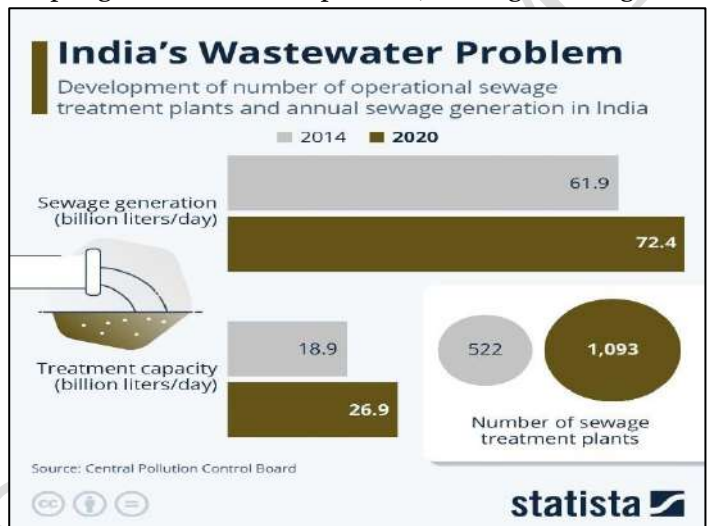 India's Wastewater Problem
Development of number of operational sewage
treatment plants and annual sewage generation in India
2014 2020
Sewage generation
(billion liters/day)
61.9
72.4
Treatment capacity
(billion liters/day)
18.9
26.9
522 1,093
Number of sewage
treatment plants
Source: Central Pollution Control Board
cc
statista